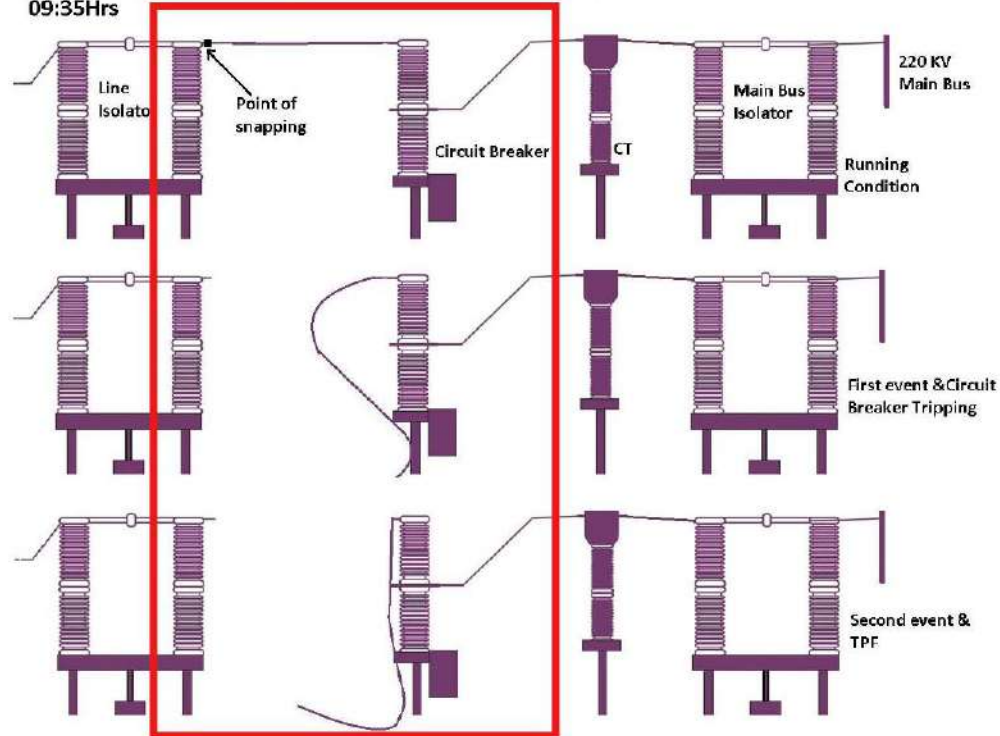 09:35Hrs
Line
Isolato
Point of
snapping
Circuit Breaker
CT
Main Bus
Isolator
220 KV
Main Bus
Running
Condition
First event &Circuit
Breaker Tripping
Second event &
TPF